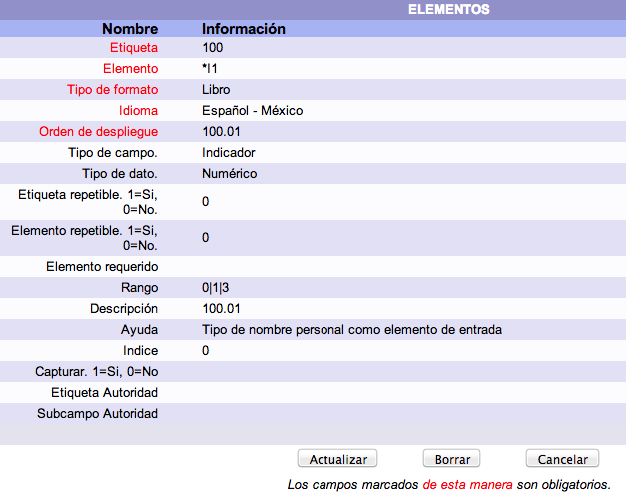 ELEMENTOS
Nombre Información
Etiqueta 100
Elemento *I1
Tipo de formato Libro
Idioma Español - México
Orden de despliegue 100.01
Tipo de campo. Indicador
Tipo de dato. Numérico
Etiqueta repetible. 1=Si,
0=No. 0
Elemento repetible. 1=Si,
0=No. 0
Elemento requerido
Rango 0|1|3
Descripción 100.01
Ayuda Tipo de nombre personal como elemento de entrada
Indice 0
Capturar. 1=Si, 0=No
Etiqueta Autoridad
Subcampo Autoridad
Actualizar Borrar Cancelar
Los campos marcados de esta manera son obligatorios.